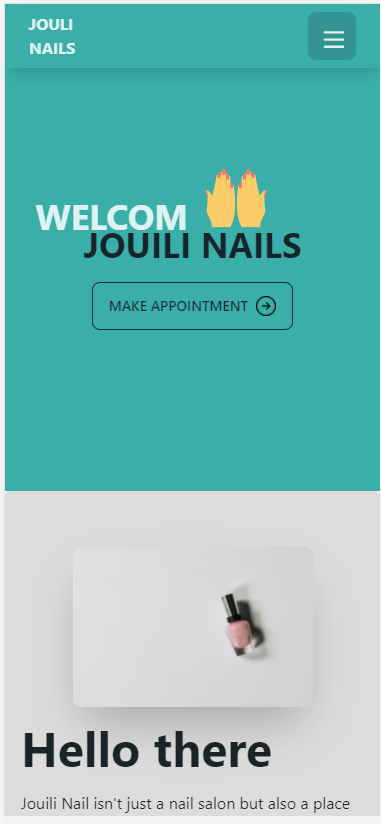 JOULI
NAILS
WELCOM
JOUILI NAILS
MAKE APPOINTMENT
Hello there
Jouili Nail isn't just a nail salon but also a place